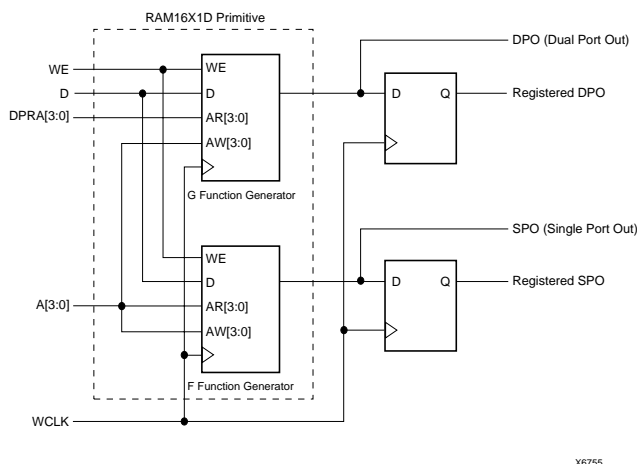 RAM16X1D Primitive
DPO (Dual Port Out)
WE
WE
D
D
D
Q
Registered DPO
DPRA[3:0]
AR[3:0]
AW[3:0]
G Function Generator
SPO (Single Port Out)
WE
D
D
Q
Registered SPO
A[3:0]
AR[3:0]
AW[3:0]
F Function Generator
WCLK
X6755